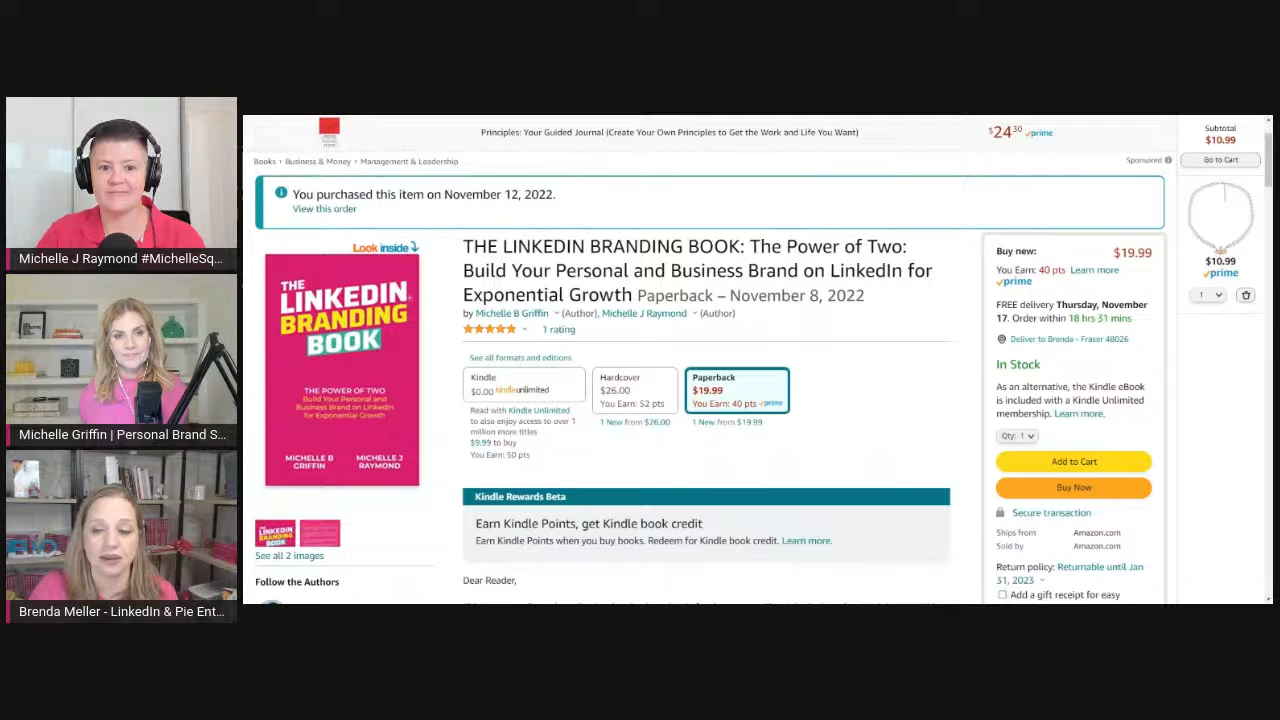 Michelle J Raymond #MichelleSq...
Michelle Griffin | Personal Brand S...
Brenda Meller - LinkedIn & Pie Ent...
Principles: Your Guided Journal (Create Your Own Principles to Get the Work and Life You Want)
$24.30 prime
Books › Business & Money › Management & Leadership
Sponsored
You purchased this item on November 12, 2022.
View this order
Look inside
THE
LINKEDIN
BRANDING
BOOK
THE POWER OF TWO
Build Your Personal and
Business Brand on LinkedIn
for Exponential Growth
MICHELLE B GRIFFIN
MICHELLE J RAYMOND
See all 2 images
Follow the Authors
THE LINKEDIN BRANDING BOOK: The Power of Two:
Build Your Personal and Business Brand on LinkedIn for
Exponential Growth Paperback – November 8, 2022
by Michelle B Griffin (Author), Michelle J Raymond (Author)
1 rating
See all formats and editions
Kindle
$0.00 kindleunlimited
Read with Kindle Unlimited
to also enjoy access to over 1
million more titles
$9.99 to buy
You Earn: 50 pts
Hardcover
$26.00
You Earn: 52 pts
1 New from $26.00
Paperback
$19.99
You Earn: 40 pts prime
1 New from $19.99
Kindle Rewards Beta
Earn Kindle Points, get Kindle book credit
Earn Kindle Points when you buy books. Redeem for Kindle book credit. Learn more.
Dear Reader,
Buy new: $19.99
You Earn: 40 pts Learn more
prime
FREE delivery Thursday, November
17. Order within 18 hrs 31 mins
Deliver to Brenda - Fraser 48026
In Stock
As an alternative, the Kindle eBook
is included with a Kindle Unlimited
membership. Learn more.
Qty: 1
Add to Cart
Buy Now
Secure transaction
Ships from Amazon.com
Sold by Amazon.com
Return policy: Returnable until Jan
31, 2023
Add a gift receipt for easy
Subtotal
$10.99
Go to Cart
$10.99
prime
1